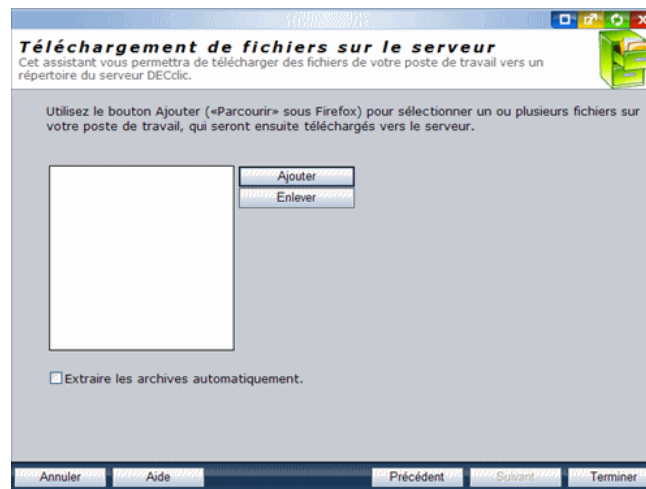 Téléchargement de fichiers sur le serveur
Cet assistant vous permettra de télécharger des fichiers de votre poste de travail vers un
répertoire du serveur DECclic.
Utilisez le bouton Ajouter («Parcourir» sous Firefox) pour sélectionner un ou plusieurs fichiers sur
votre poste de travail, qui seront ensuite téléchargés vers le serveur.
Ajouter
Enlever
Extraire les archives automatiquement.
Annuler Aide Précédent Suivant Terminer